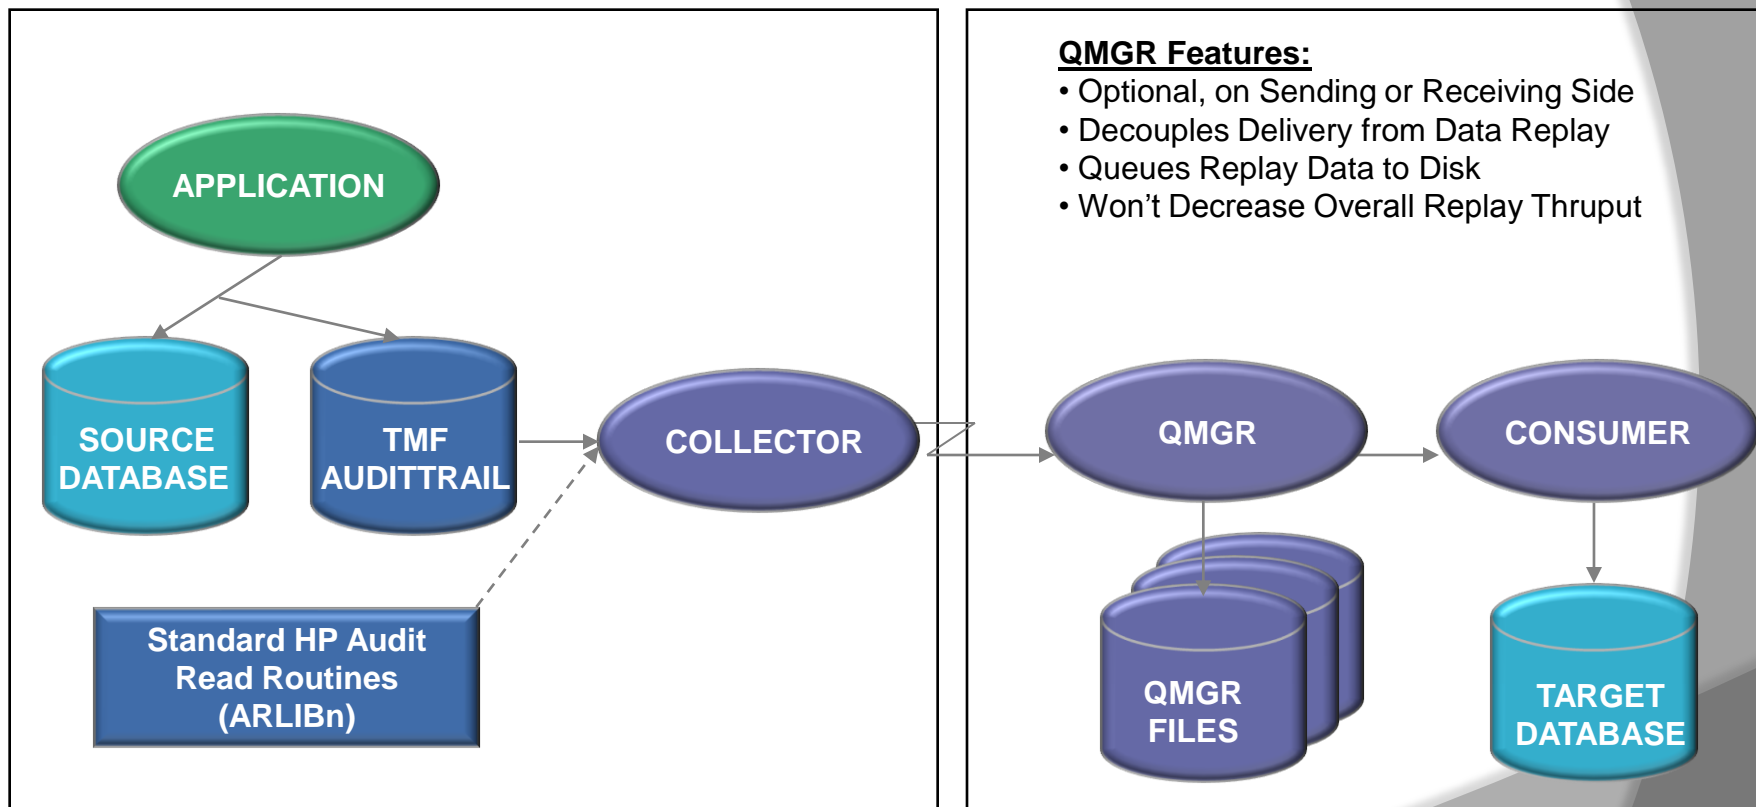 QMGR Features:
• Optional, on Sending or Receiving Side
• Decouples Delivery from Data Replay
• Queues Replay Data to Disk
• Won’t Decrease Overall Replay Thruput
APPLICATION
SOURCE
DATABASE
TMF
AUDITTRAIL
COLLECTOR
QMGR
CONSUMER
Standard HP Audit
Read Routines
(ARLIBn)
QMGR
FILES
TARGET
DATABASE